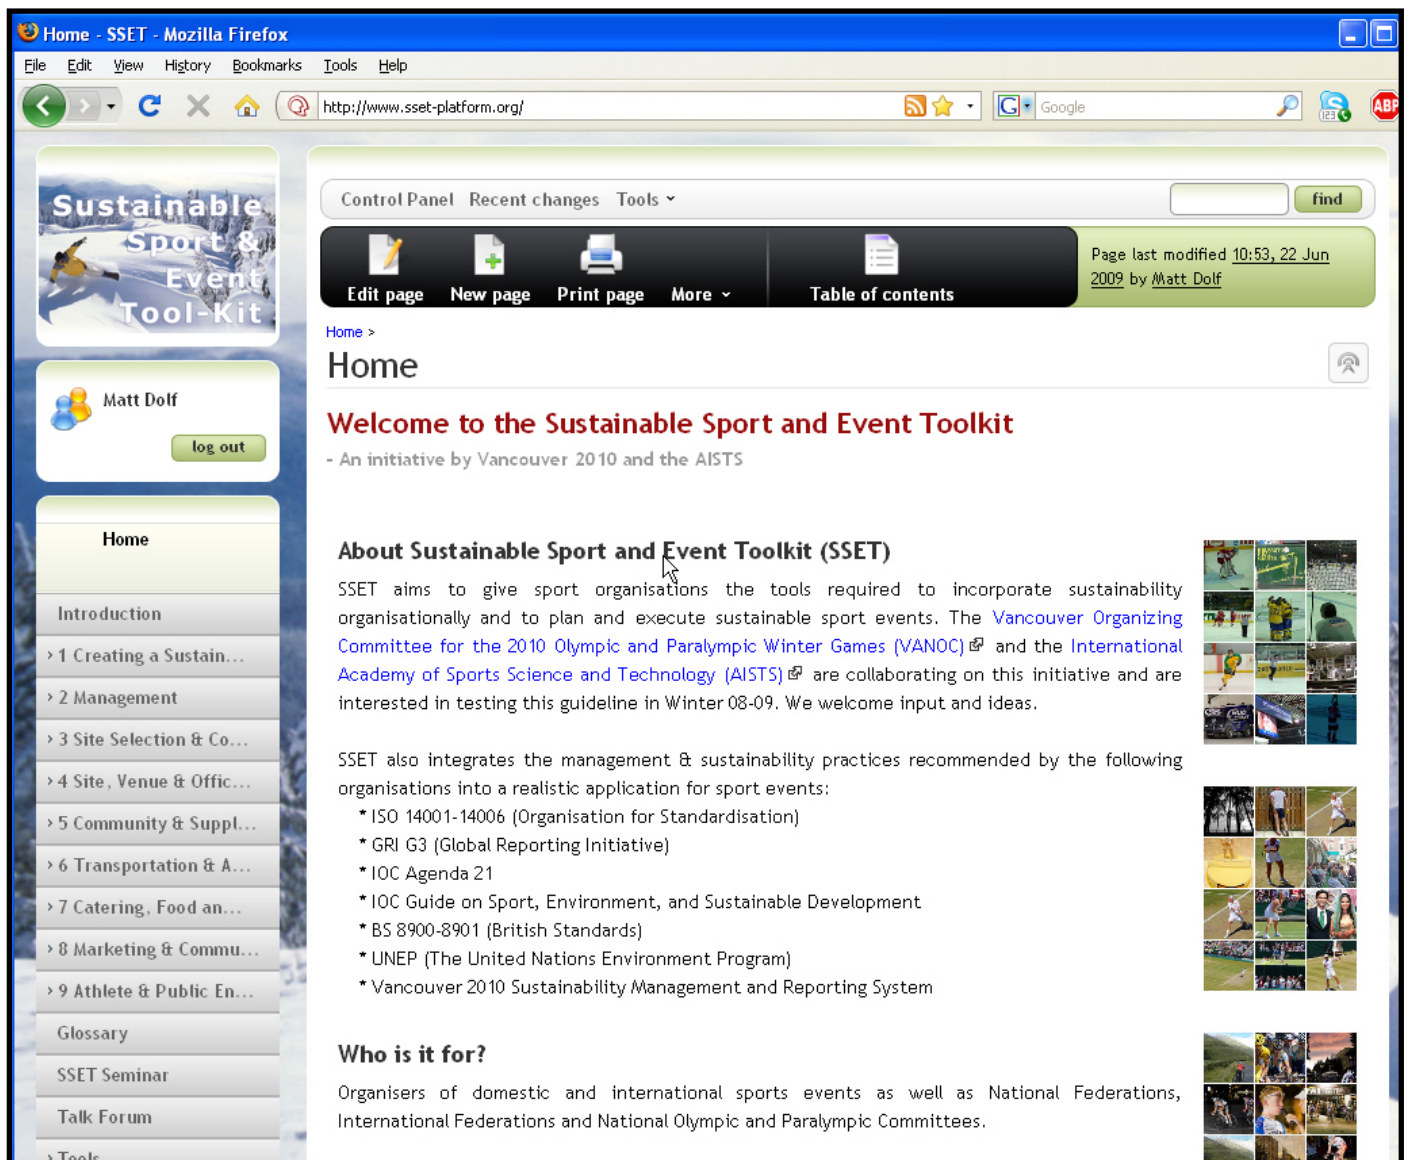 Home - SSET - Mozilla Firefox
File Edit View History Bookmarks Tools Help
http://www.sset-platform.org/
G Google
123
ABP
Sustainable
Sport &
Event
Tool-Kit
Matt Dolf
log out
Home
Introduction
› 1 Creating a Sustain...
› 2 Management
› 3 Site Selection & Co...
› 4 Site, Venue & Offic...
› 5 Community & Suppl...
› 6 Transportation & A...
› 7 Catering, Food an...
› 8 Marketing & Commu...
› 9 Athlete & Public En...
Glossary
SSET Seminar
Talk Forum
› Tools
Control Panel Recent changes Tools
find
Edit page New page Print page More Table of contents
Page last modified 10:53, 22 Jun
2009 by Matt Dolf
Home >
Home
Welcome to the Sustainable Sport and Event Toolkit
- An initiative by Vancouver 2010 and the AISTS
About Sustainable Sport and Event Toolkit (SSET)
SSET aims to give sport organisations the tools required to incorporate sustainability
organisationally and to plan and execute sustainable sport events. The Vancouver Organizing
Committee for the 2010 Olympic and Paralympic Winter Games (VANOC) and the International
Academy of Sports Science and Technology (AISTS) are collaborating on this initiative and are
interested in testing this guideline in Winter 08-09. We welcome input and ideas.
SSET also integrates the management & sustainability practices recommended by the following
organisations into a realistic application for sport events:
* ISO 14001-14006 (Organisation for Standardisation)
* GRI G3 (Global Reporting Initiative)
* IOC Agenda 21
* IOC Guide on Sport, Environment, and Sustainable Development
* BS 8900-8901 (British Standards)
* UNEP (The United Nations Environment Program)
* Vancouver 2010 Sustainability Management and Reporting System
Who is it for?
Organisers of domestic and international sports events as well as National Federations,
International Federations and National Olympic and Paralympic Committees.